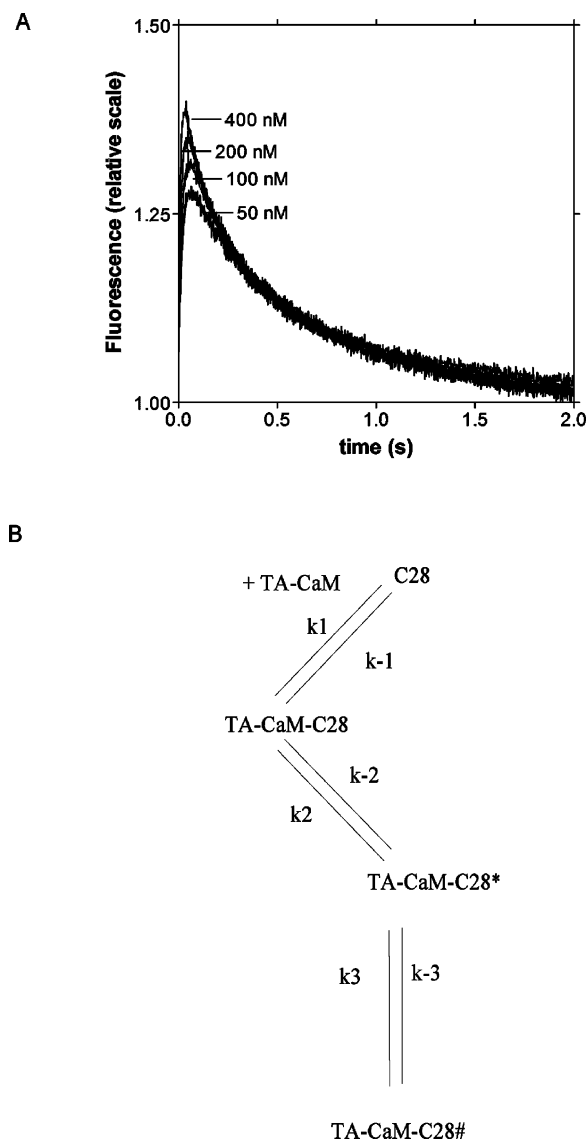 A
1.50
400 nM
200 nM
100 nM
1.25
50 nM
Fluorescence (relative scale)
1.00
0.0 0.5 1.0 1.5 2.0
time (s)
B
+ TA-CaM C28
k1
k-1
TA-CaM-C28
k-2
k2
TA-CaM-C28*
k3 k-3
TA-CaM-C28#